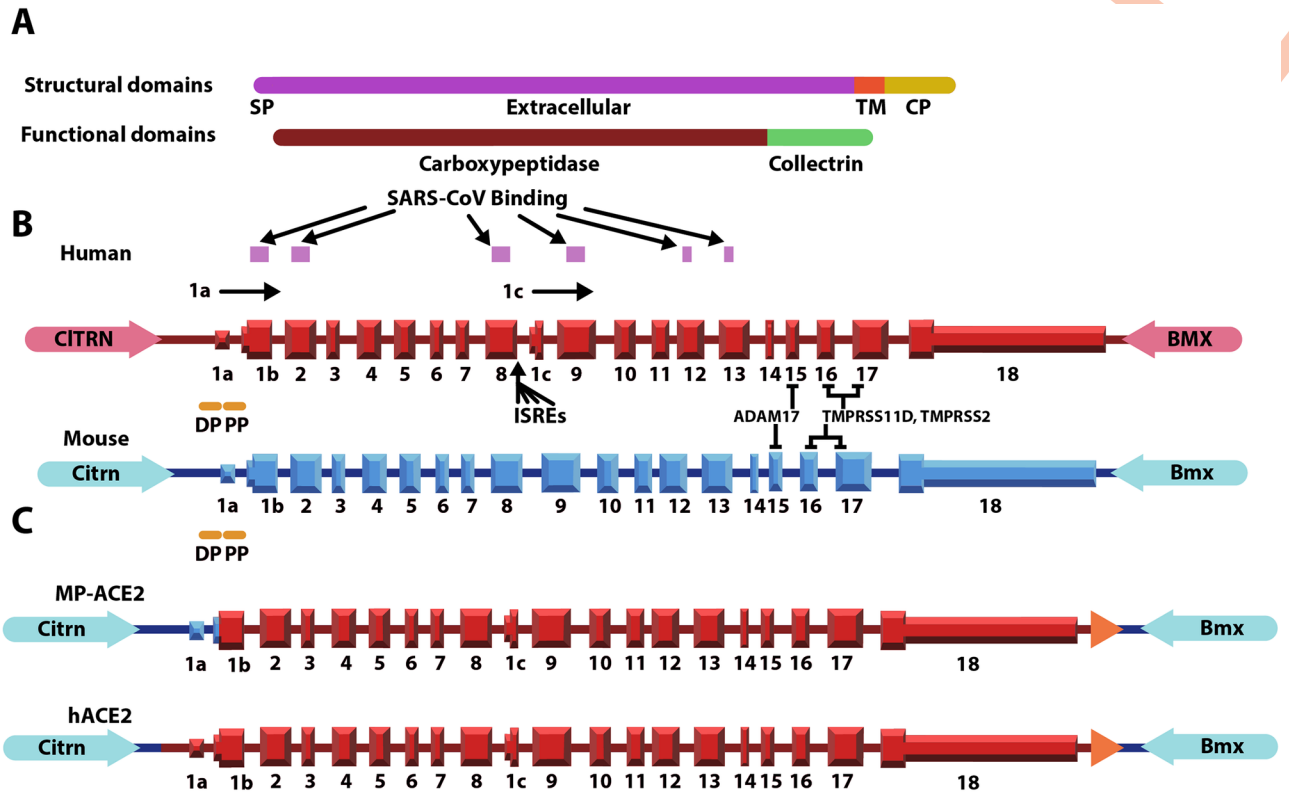 A
Structural domains
SP Extracellular TM CP
Functional domains
Carboxypeptidase Collectrin
SARS-CoV Binding
B
Human
1a 1c
ClTRN BMX
1a 1b 2 3 4 5 6 7 8 1c 9 10 11 12 13 14 15 16 17 18
ISREs ADAM17 TMPRSS11D, TMPRSS2
DP PP
Mouse
Citrn Bmx
1a 1b 2 3 4 5 6 7 8 9 10 11 12 13 14 15 16 17 18
C
DP PP
MP-ACE2
Citrn Bmx
1a 1b 2 3 4 5 6 7 8 1c 9 10 11 12 13 14 15 16 17 18
hACE2
Citrn Bmx
1a 1b 2 3 4 5 6 7 8 1c 9 10 11 12 13 14 15 16 17 18